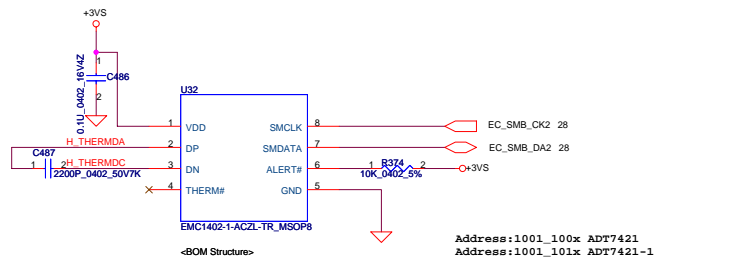 +3VS
1
C486
2
0.1U_0402_16V4Z
U32
1 VDD SMCLK 8 EC_SMB_CK2 28
H_THERMDA 2 DP SMDATA 7 EC_SMB_DA2 28
C487 1 2 H_THERMDC 3 DN ALERT# 6 1 R374 2 +3VS
2200P_0402_50V7K 10K_0402_5%
4 THERM# GND 5
EMC1402-1-ACZL-TR_MSOP8
<BOM Structure>
Address:1001_100x ADT7421
Address:1001_101x ADT7421-1